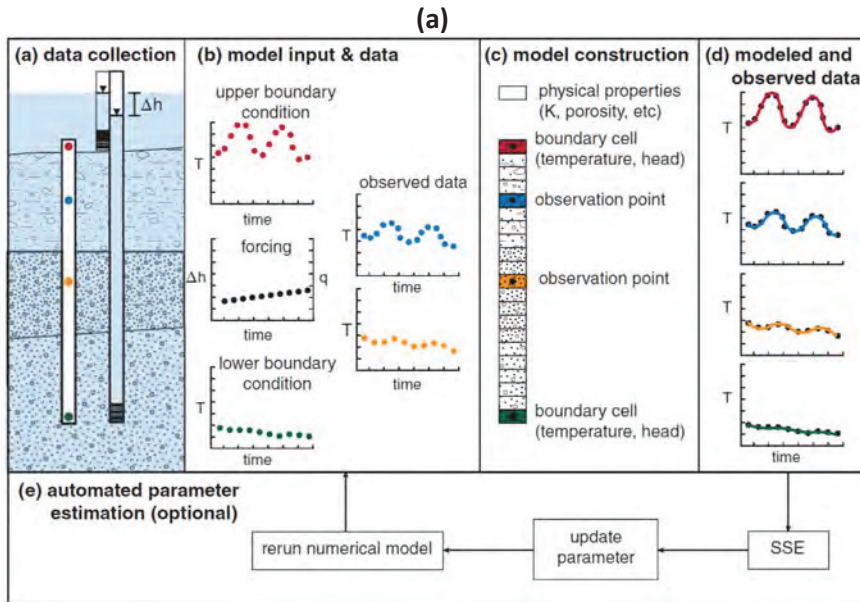 (a)
(a) data collection
Δh
(b) model input & data
upper boundary
condition
T
time
forcing
Δh
q
time
lower boundary
condition
T
time
observed data
T
time
T
time
(c) model construction
physical properties
(K, porosity, etc)
boundary cell
(temperature, head)
observation point
observation point
boundary cell
(temperature, head)
(d) modeled and
observed data
T
T
T
T
time
(e) automated parameter
estimation (optional)
rerun numerical model
update
parameter
SSE